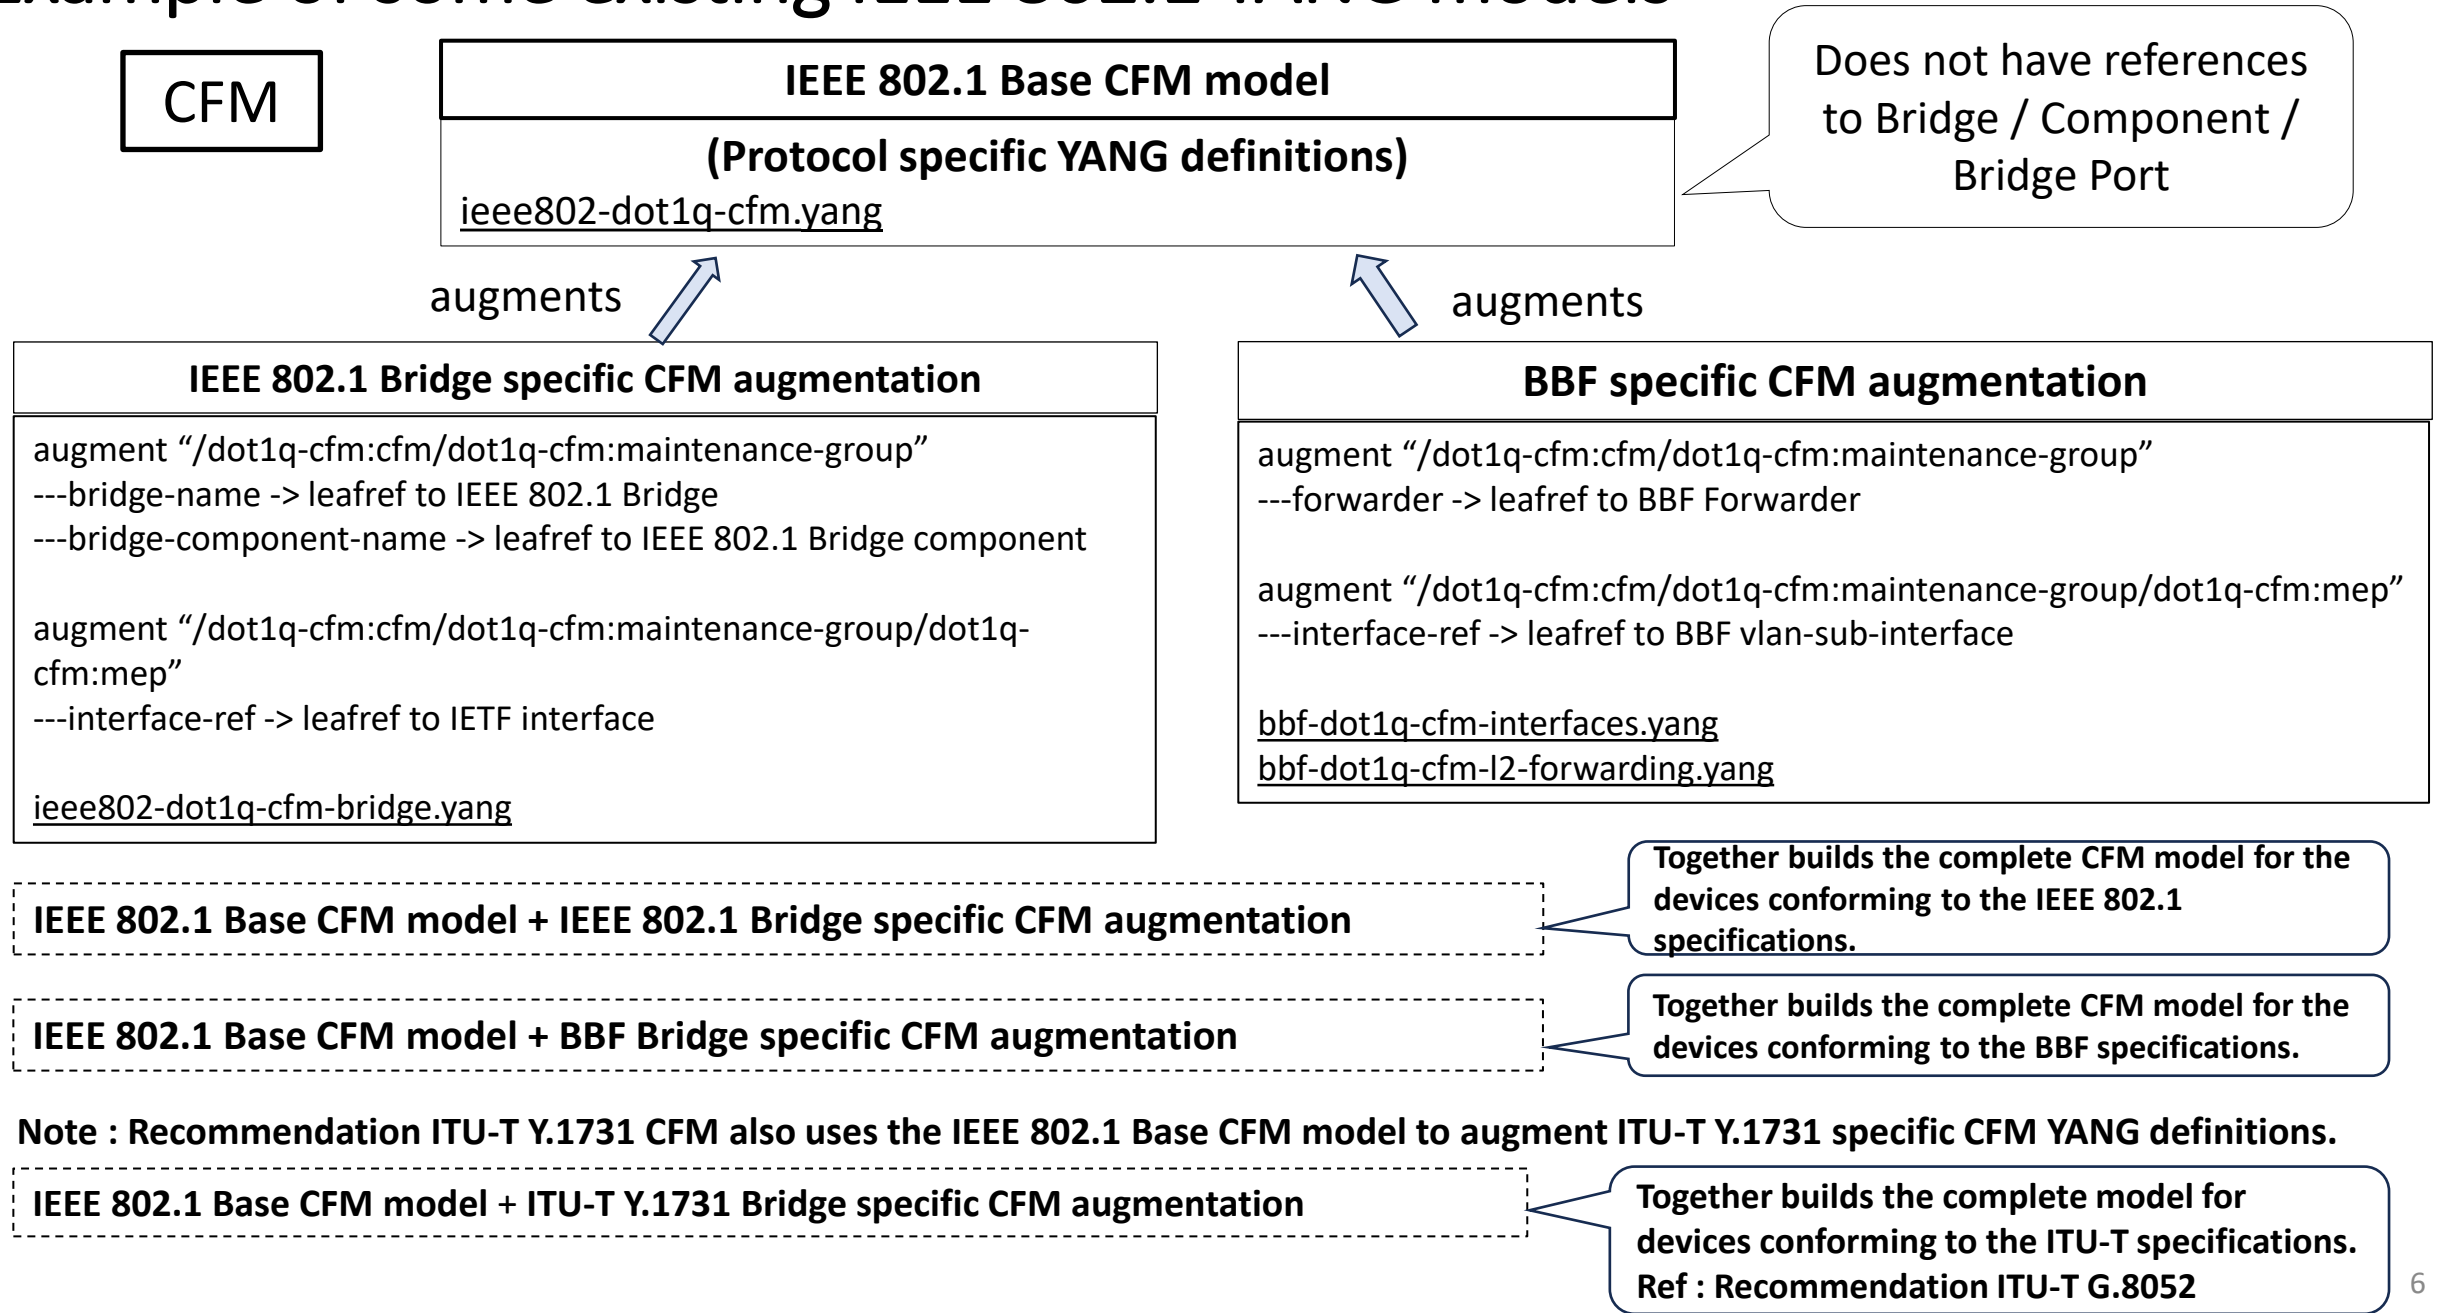 Example of some existing IEEE 802.1 YANG models
CFM
IEEE 802.1 Base CFM model
(Protocol specific YANG definitions)
ieee802-dot1q-cfm.yang
Does not have references
to Bridge / Component /
Bridge Port
augments
augments
IEEE 802.1 Bridge specific CFM augmentation
augment “/dot1q-cfm:cfm/dot1q-cfm:maintenance-group”
---bridge-name -> leafref to IEEE 802.1 Bridge
---bridge-component-name -> leafref to IEEE 802.1 Bridge component
augment “/dot1q-cfm:cfm/dot1q-cfm:maintenance-group/dot1q-
cfm:mep”
---interface-ref -> leafref to IETF interface
ieee802-dot1q-cfm-bridge.yang
BBF specific CFM augmentation
augment “/dot1q-cfm:cfm/dot1q-cfm:maintenance-group”
---forwarder -> leafref to BBF Forwarder
augment “/dot1q-cfm:cfm/dot1q-cfm:maintenance-group/dot1q-cfm:mep”
---interface-ref -> leafref to BBF vlan-sub-interface
bbf-dot1q-cfm-interfaces.yang
bbf-dot1q-cfm-l2-forwarding.yang
IEEE 802.1 Base CFM model + IEEE 802.1 Bridge specific CFM augmentation
Together builds the complete CFM model for the
devices conforming to the IEEE 802.1
specifications.
IEEE 802.1 Base CFM model + BBF Bridge specific CFM augmentation
Together builds the complete CFM model for the
devices conforming to the BBF specifications.
Note : Recommendation ITU-T Y.1731 CFM also uses the IEEE 802.1 Base CFM model to augment ITU-T Y.1731 specific CFM YANG definitions.
IEEE 802.1 Base CFM model + ITU-T Y.1731 Bridge specific CFM augmentation
Together builds the complete model for
devices conforming to the ITU-T specifications.
Ref : Recommendation ITU-T G.8052
6